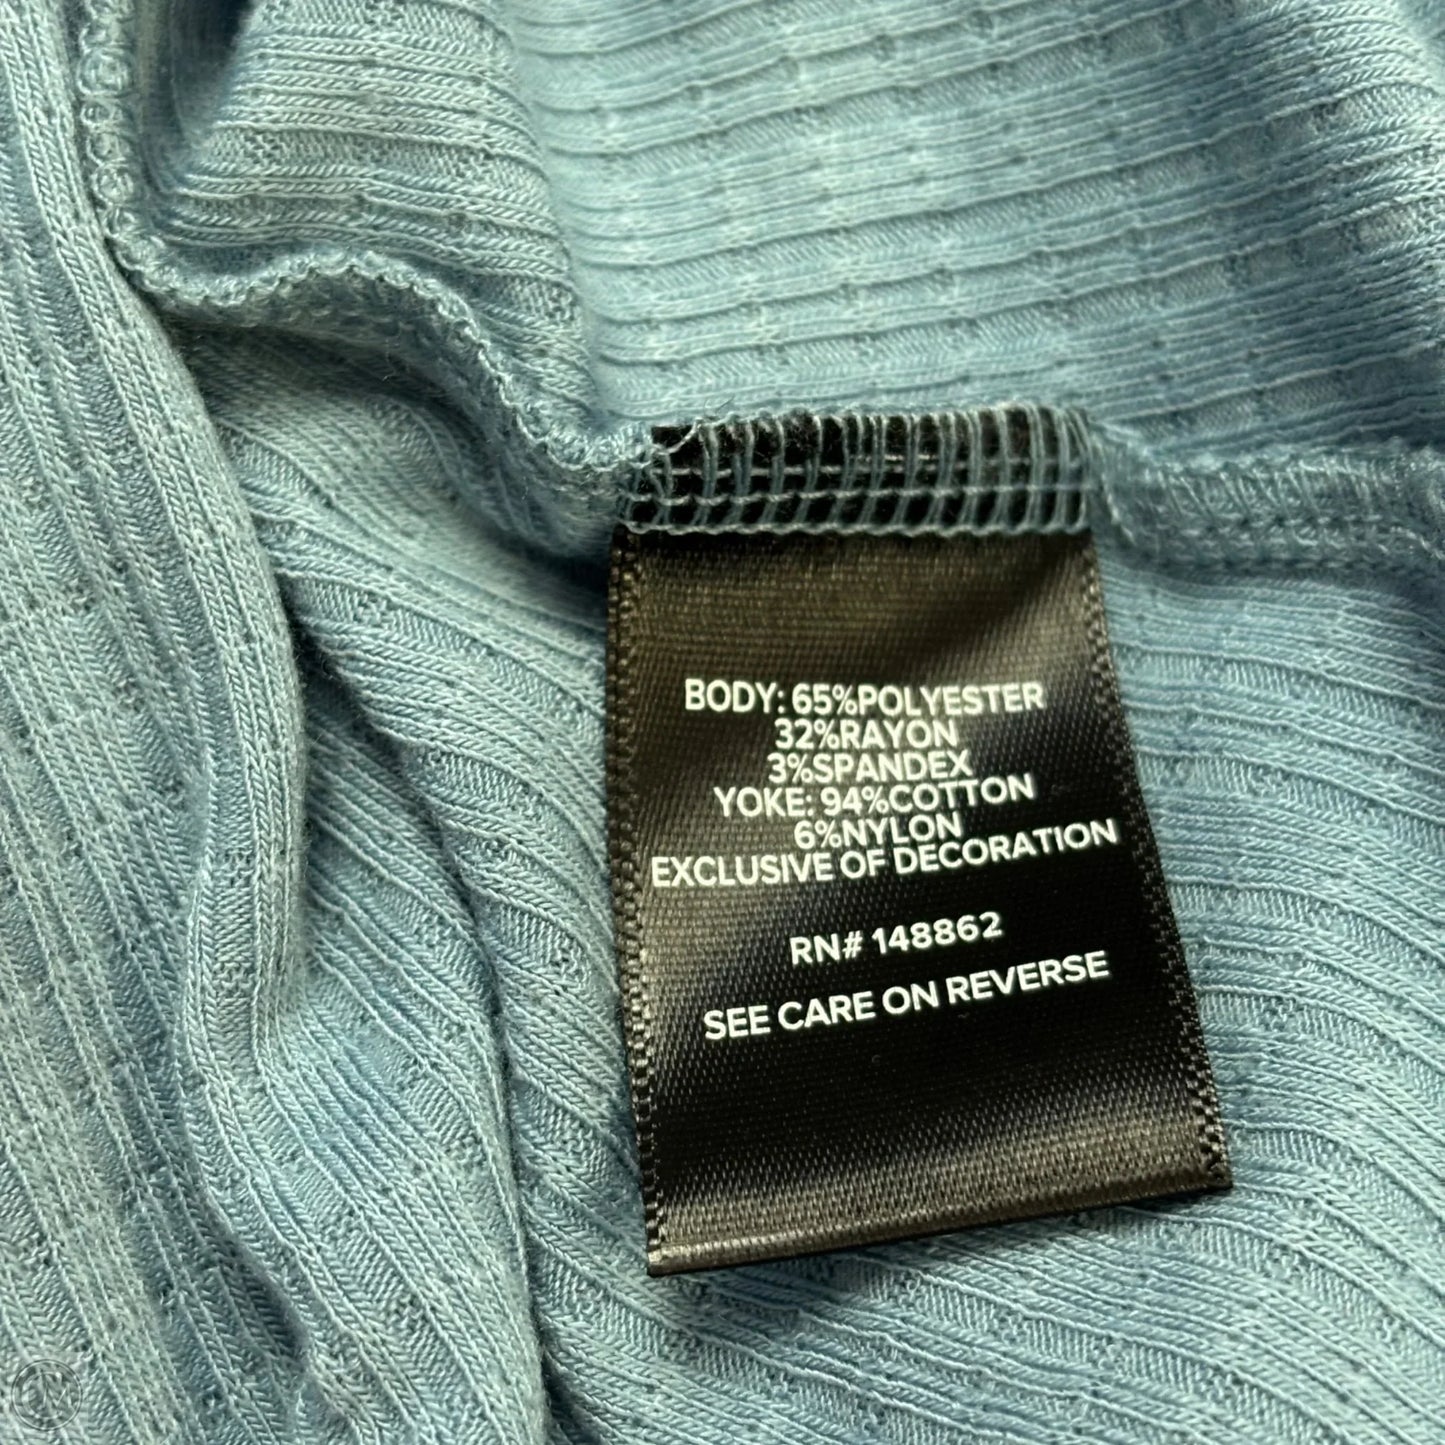 BODY: 65%POLYESTER
32%RAYON
3%SPANDEX
YOKE: 94%COTTON
6%NYLON
EXCLUSIVE OF DECORATION
RN# 148862
SEE CARE ON REVERSE